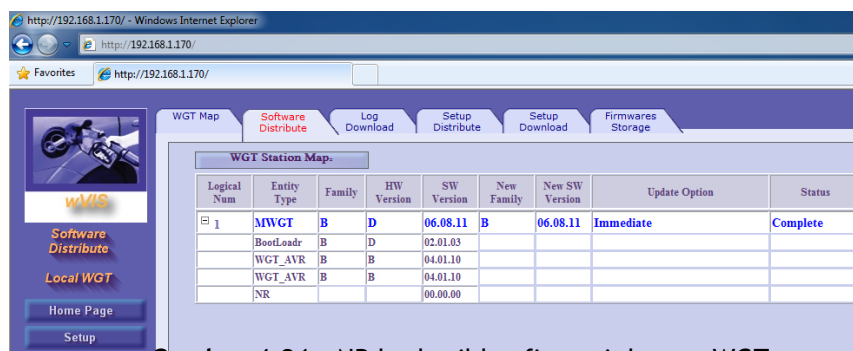 http://192.168.1.170/ - Windows Internet Explorer
http://192.168.1.170/
Favorites http://192.168.1.170/
WGT Map
Software Distribute
Log Download
Setup Distribute
Setup Download
Firmwares Storage
WGT Station Map:
wVIS
Software
Distribute
Local WGT
Home Page
Setup
Logical Num Entity Type Family HW Version SW Version New Family New SW Version Update Option Status
1 MWGT B D 06.08.11 B 06.08.11 Immediate Complete
BootLoadr B D 02.01.03
WGT_AVR B B 04.01.10
WGT_AVR B B 04.01.10
NR 00.00.00